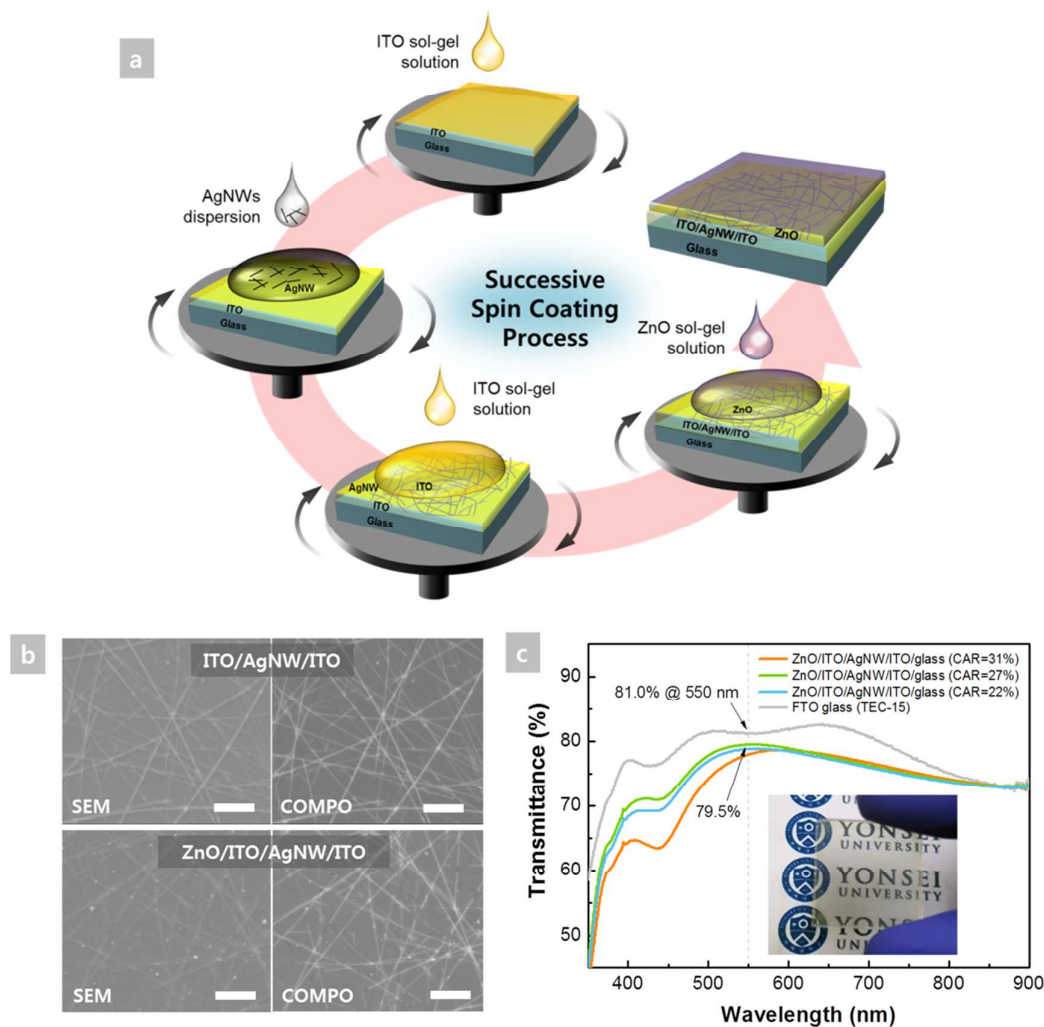 a
ITO sol-gel
solution
ITO
Glass
AgNWs
dispersion
AgNW
ITO
Glass
Successive
Spin Coating
Process
ITO/AgNW/ITO
ZnO
Glass
ZnO sol-gel
solution
ZnO
ITO/AgNW/ITO
Glass
ITO sol-gel
solution
AgNW
ITO
ITO
Glass
b
ITO/AgNW/ITO
SEM
COMPO
ZnO/ITO/AgNW/ITO
SEM
COMPO
c
ZnO/ITO/AgNW/ITO/glass (CAR=31%)
ZnO/ITO/AgNW/ITO/glass (CAR=27%)
ZnO/ITO/AgNW/ITO/glass (CAR=22%)
FTO glass (TEC-15)
81.0% @ 550 nm
79.5%
Transmittance (%)
90
80
70
60
50
YONSEI
UNIVERSITY
YONSEI
UNIVERSITY
YON
UNIV
400 500 600 700 800 900
Wavelength (nm)